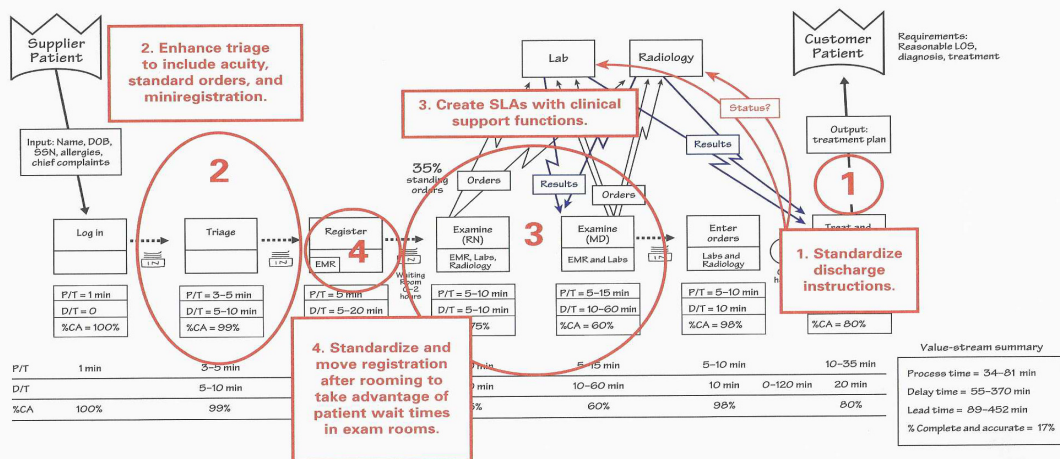 Supplier
Patient
2. Enhance triage
to include acuity,
standard orders, and
miniregistration.
Lab
Radiology
Customer
Patient
Requirements:
Reasonable LOS,
diagnosis, treatment
3. Create SLAs with clinical
support functions.
Status?
Input: Name, DOB,
SSN, allergies,
chief complaints
2
35%
standing
orders
Orders
Results
Orders
Results
Output:
treatment plan
1
Log in
Triage
Register
EMR
4
Examine
(RN)
EMR, Labs,
Radiology
3
Examine
(MD)
EMR and Labs
Enter
orders
Labs and
Radiology
Treat and
1. Standardize
discharge
instructions.
IN
IN
IN
Waiting
Room
0-2
hours
P/T = 1 min
D/T = 0
%CA = 100%
P/T = 3–5 min
D/T = 5–10 min
%CA = 99%
P/T = 5 min
D/T = 5–20 min
P/T = 5–10 min
D/T = 5–10 min
75%
P/T = 5–15 min
D/T = 10–60 min
%CA = 60%
P/T = 5–10 min
D/T = 10 min
%CA = 98%
%CA = 80%
4. Standardize and
move registration
after rooming to
take advantage of
patient wait times
in exam rooms.
P/T 1 min 3–5 min min 5–15 min 5–10 min 10–35 min
D/T 5–10 min min 10–60 min 10 min 0–120 min 20 min
%CA 100% 99% 60% 98% 80%
Value-stream summary
Process time = 34–81 min
Delay time = 55–370 min
Lead time = 89–452 min
% Complete and accurate = 17%